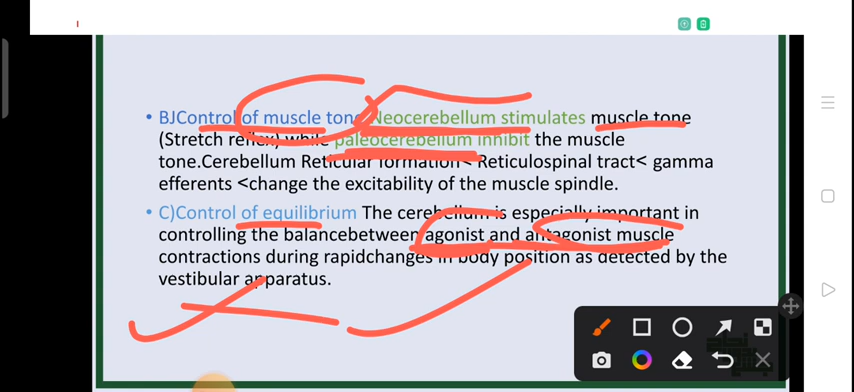 • BJControl of muscle tone Neocerebellum stimulates muscle tone
(Stretch reflex) while paleocerebellum inhibit the muscle
tone.Cerebellum Reticular formation< Reticulospinal tract< gamma
efferents <change the excitability of the muscle spindle.
• C)Control of equilibrium The cerebellum is especially important in
controlling the balancebetween agonist and antagonist muscle
contractions during rapidchanges in body position as detected by the
vestibular apparatus.